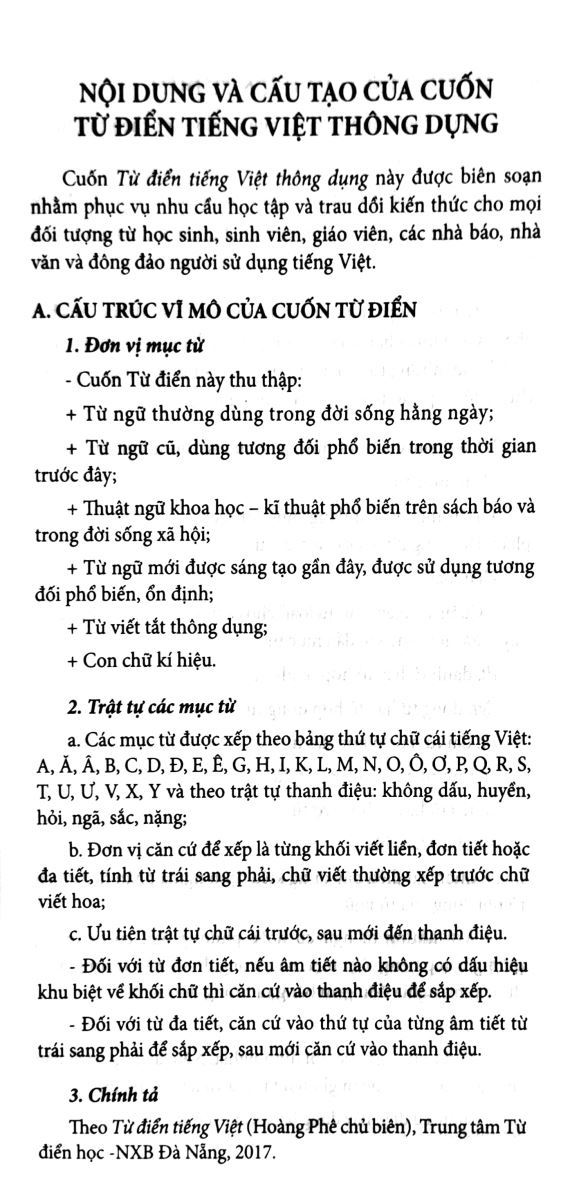 NỘI DUNG VÀ CẤU TẠO CỦA CUỐN
TỪ ĐIỂN TIẾNG VIỆT THÔNG DỤNG
Cuốn Từ điển tiếng Việt thông dụng này được biên soạn
nhằm phục vụ nhu cầu học tập và trau dồi kiến thức cho mọi
đối tượng từ học sinh, sinh viên, giáo viên, các nhà báo, nhà
văn và đông đảo người sử dụng tiếng Việt.
A. CẤU TRÚC VĨ MÔ CỦA CUỐN TỪ ĐIỂN
1. Đơn vị mục từ
- Cuốn Từ điển này thu thập:
+ Từ ngữ thường dùng trong đời sống hằng ngày;
+ Từ ngữ cũ, dùng tương đối phổ biến trong thời gian
trước đây;
+ Thuật ngữ khoa học – kĩ thuật phổ biến trên sách báo và
trong đời sống xã hội;
+ Từ ngữ mới được sáng tạo gần đây, được sử dụng tương
đối phổ biến, ổn định;
+ Từ viết tắt thông dụng;
+ Con chữ kí hiệu.
2. Trật tự các mục từ
a. Các mục từ được xếp theo bảng thứ tự chữ cái tiếng Việt:
A, Ă, Â, B, C, D, Đ, E, Ê, G, H, I, K, L, M, N, O, Ô, Ơ, P, Q, R, S,
T, U, Ư, V, X, Y và theo trật tự thanh điệu: không dấu, huyền,
hỏi, ngã, sắc, nặng;
b. Đơn vị căn cứ để xếp là từng khối viết liền, đơn tiết hoặc
đa tiết, tính từ trái sang phải, chữ viết thường xếp trước chữ
viết hoa;
c. Ưu tiên trật tự chữ cái trước, sau mới đến thanh điệu.
- Đối với từ đơn tiết, nếu âm tiết nào không có dấu hiệu
khu biệt về khối chữ thì căn cứ vào thanh điệu để sắp xếp.
- Đối với từ đa tiết, căn cứ vào thứ tự của từng âm tiết từ
trái sang phải để sắp xếp, sau mới căn cứ vào thanh điệu.
3. Chính tả
Theo Từ điển tiếng Việt (Hoàng Phê chủ biên), Trung tâm Từ
điển học -NXB Đà Nẵng, 2017.